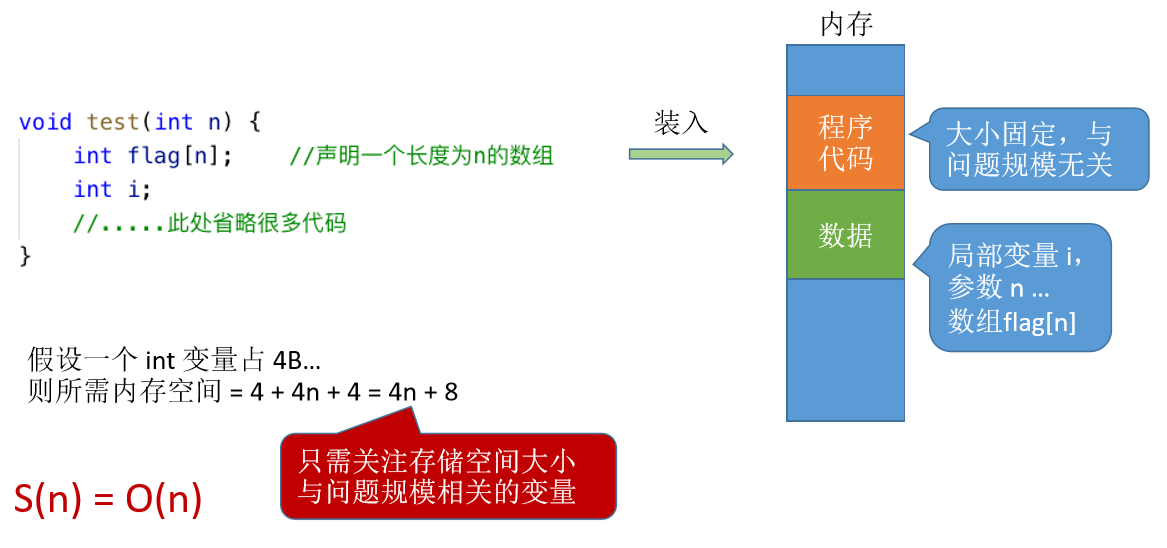 内存
void test(int n) {
int flag[n]; //声明一个长度为n的数组
int i;
//.....此处省略很多代码
}
装入
程序
代码
大小固定，与
问题规模无关
数据
局部变量 i，
参数 n ...
数组flag[n]
假设一个 int 变量占 4B...
则所需内存空间 = 4 + 4n + 4 = 4n + 8
只需关注存储空间大小
与问题规模相关的变量
S(n) = O(n)